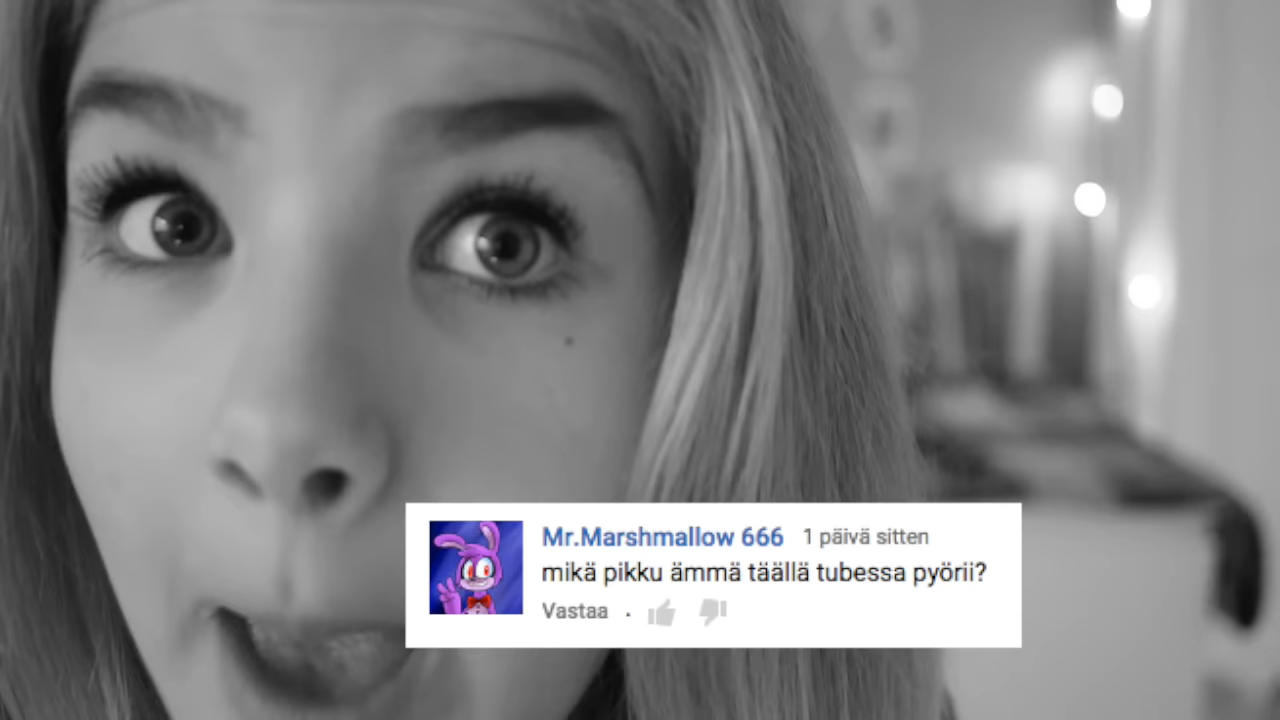 Mr.Marshmallow 666 1 päivä sitten
mikä pikku ämmä täällä tubessa pyörii?
Vastaa ·